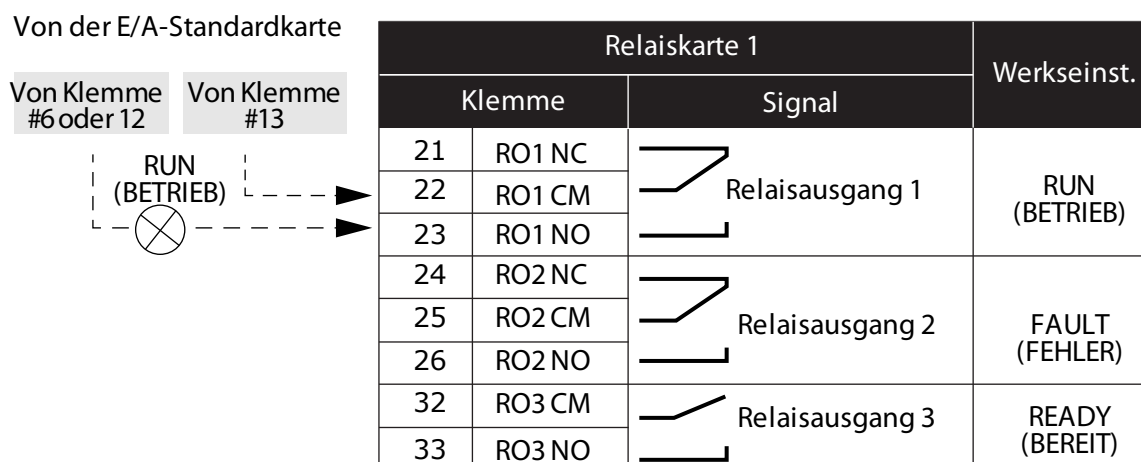 Von der E/A-Standardkarte
Von Klemme
#6 oder 12
Von Klemme
#13
RUN
(BETRIEB)
Relaiskarte 1
Werkseinst.
Klemme
Signal
21 RO1 NC
22 RO1 CM
23 RO1 NO
Relaisausgang 1
RUN
(BETRIEB)
24 RO2 NC
25 RO2 CM
26 RO2 NO
Relaisausgang 2
FAULT
(FEHLER)
32 RO3 CM
33 RO3 NO
Relaisausgang 3
READY
(BEREIT)